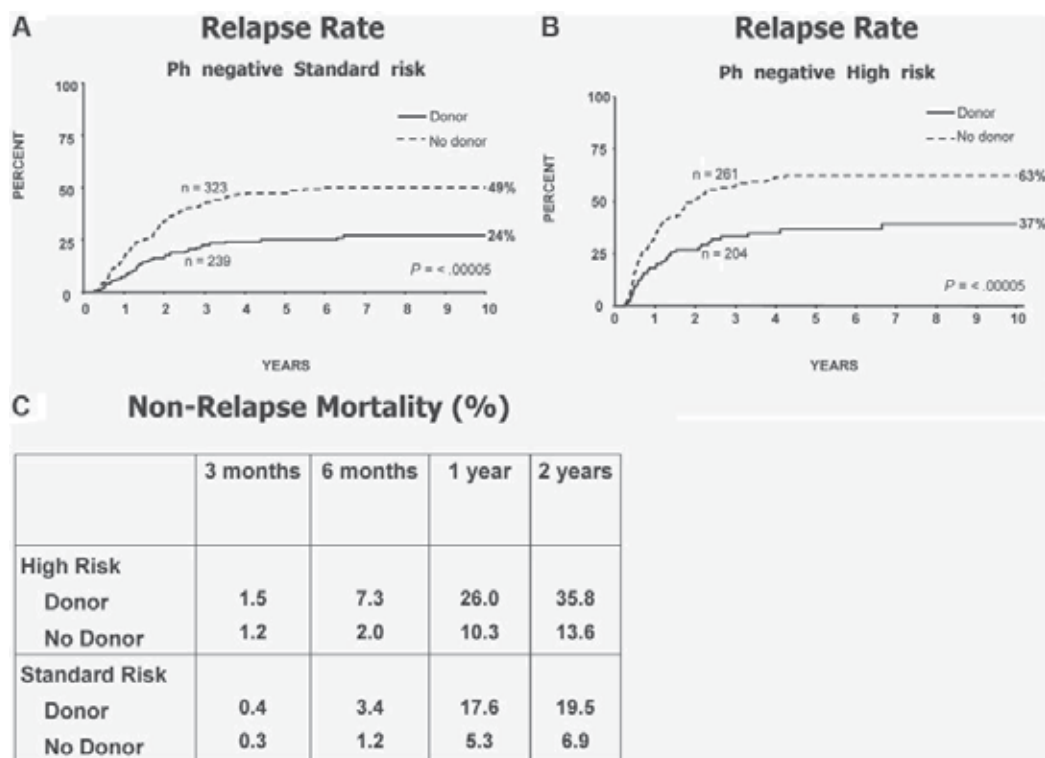 A
Relapse Rate
Ph negative Standard risk
100
75
50
25
0
PERCENT
Donor
No donor
n = 323
49%
24%
n = 239
P = < .00005
0 1 2 3 4 5 6 7 8 9 10
YEARS
B
Relapse Rate
Ph negative High risk
100
75
50
25
0
PERCENT
Donor
No donor
n = 261
63%
37%
n = 204
P = < .00005
0 1 2 3 4 5 6 7 8 9 10
YEARS
C Non-Relapse Mortality (%)
3 months 6 months 1 year 2 years
High Risk
Donor 1.5 7.3 26.0 35.8
No Donor 1.2 2.0 10.3 13.6
Standard Risk
Donor 0.4 3.4 17.6 19.5
No Donor 0.3 1.2 5.3 6.9